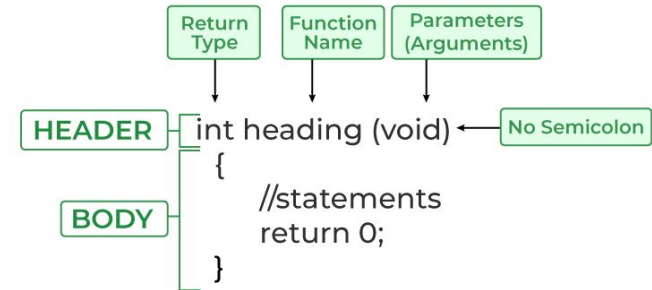 Return
Type
Function
Name
Parameters
(Arguments)
HEADER
int heading (void)
No Semicolon
{
//statements
BODY
return 0;
}